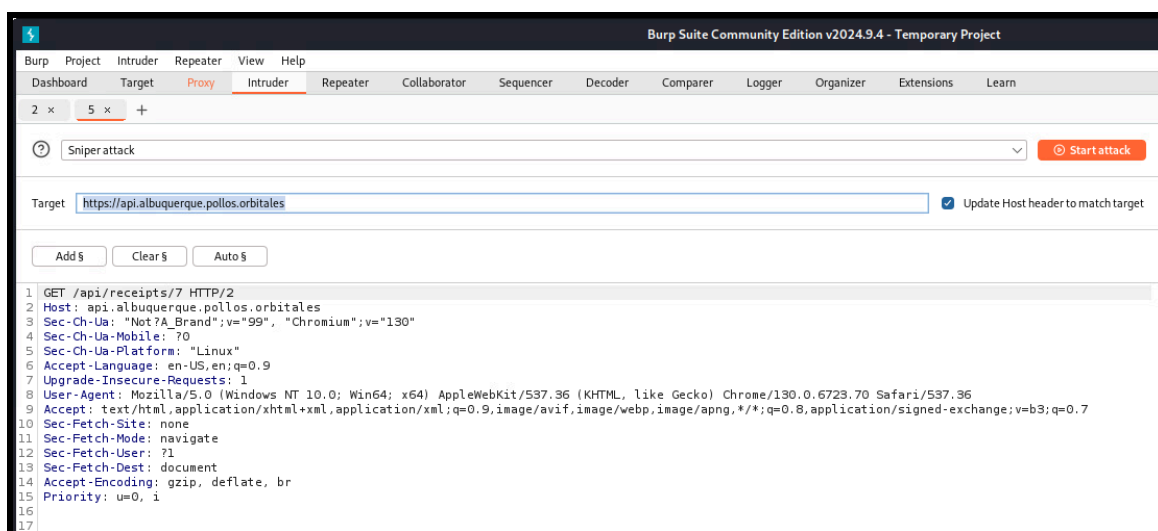 Burp Suite Community Edition v2024.9.4 - Temporary Project
Burp Project Intruder Repeater View Help
Dashboard Target Proxy Intruder Repeater Collaborator Sequencer Decoder Comparer Logger Organizer Extensions Learn
2 × 5 × +
? Sniper attack Start attack
Target https://api.albuquerque.pollos.orbitales Update Host header to match target
Add § Clear § Auto §
1 GET /api/receipts/7 HTTP/2
2 Host: api.albuquerque.pollos.orbitales
3 Sec-Ch-Ua: "Not?A_Brand";v="99", "Chromium";v="130"
4 Sec-Ch-Ua-Mobile: ?0
5 Sec-Ch-Ua-Platform: "Linux"
6 Accept-Language: en-US,en;q=0.9
7 Upgrade-Insecure-Requests: 1
8 User-Agent: Mozilla/5.0 (Windows NT 10.0; Win64; x64) AppleWebKit/537.36 (KHTML, like Gecko) Chrome/130.0.6723.70 Safari/537.36
9 Accept: text/html,application/xhtml+xml,application/xml;q=0.9,image/avif,image/webp,image/apng,*/*;q=0.8,application/signed-exchange;v=b3;q=0.7
10 Sec-Fetch-Site: none
11 Sec-Fetch-Mode: navigate
12 Sec-Fetch-User: ?1
13 Sec-Fetch-Dest: document
14 Accept-Encoding: gzip, deflate, br
15 Priority: u=0, i
16
17